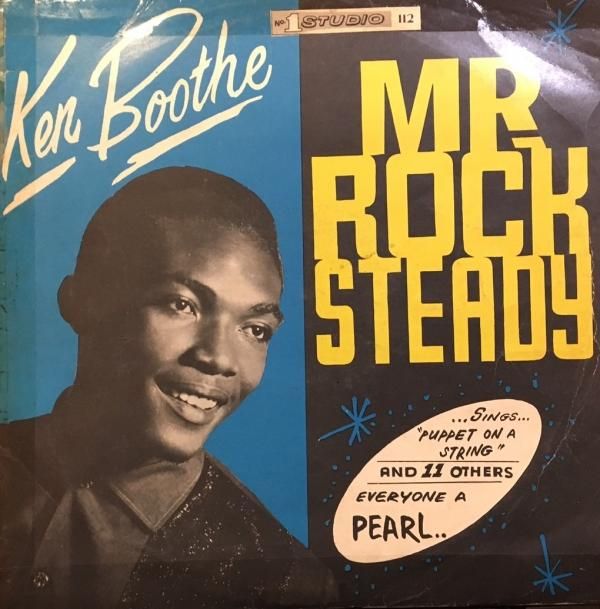 No. 1 STUDIO 112
Ken Boothe
MR.
ROCK
STEADY
...SINGS...
"PUPPET ON A
STRING"
AND 11 OTHERS
EVERYONE A
PEARL..